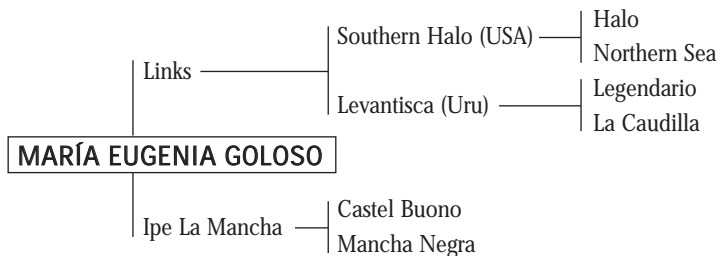 Halo
Southern Halo (USA)
Northern Sea
Links
Legendario
Levantisca (Uru)
La Caudilla
MARÍA EUGENIA GOLOSO
Castel Buono
Ipe La Mancha
Mancha Negra